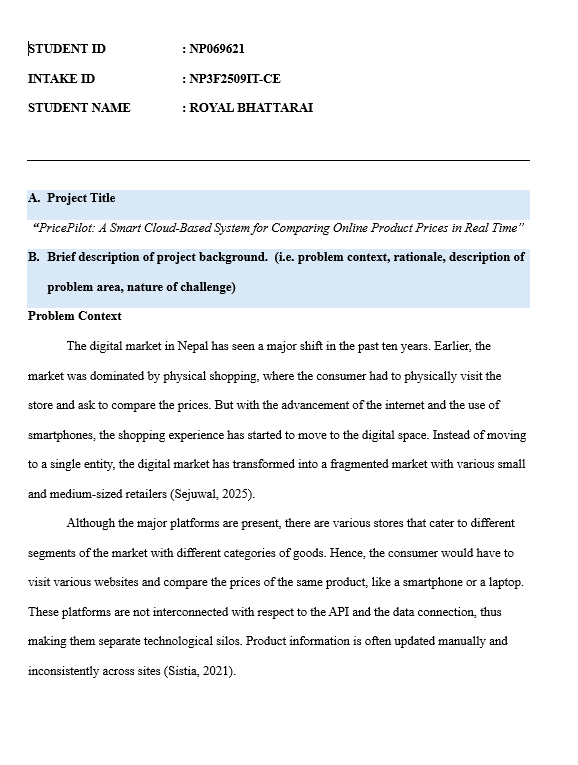 STUDENT ID : NP069621
INTAKE ID : NP3F2509IT-CE
STUDENT NAME : ROYAL BHATTARAI
A. Project Title
“PricePilot: A Smart Cloud-Based System for Comparing Online Product Prices in Real Time”
B. Brief description of project background. (i.e. problem context, rationale, description of
problem area, nature of challenge)
Problem Context
The digital market in Nepal has seen a major shift in the past ten years. Earlier, the
market was dominated by physical shopping, where the consumer had to physically visit the
store and ask to compare the prices. But with the advancement of the internet and the use of
smartphones, the shopping experience has started to move to the digital space. Instead of moving
to a single entity, the digital market has transformed into a fragmented market with various small
and medium-sized retailers (Sejuwal, 2025).
Although the major platforms are present, there are various stores that cater to different
segments of the market with different categories of goods. Hence, the consumer would have to
visit various websites and compare the prices of the same product, like a smartphone or a laptop.
These platforms are not interconnected with respect to the API and the data connection, thus
making them separate technological silos. Product information is often updated manually and
inconsistently across sites (Sistia, 2021).